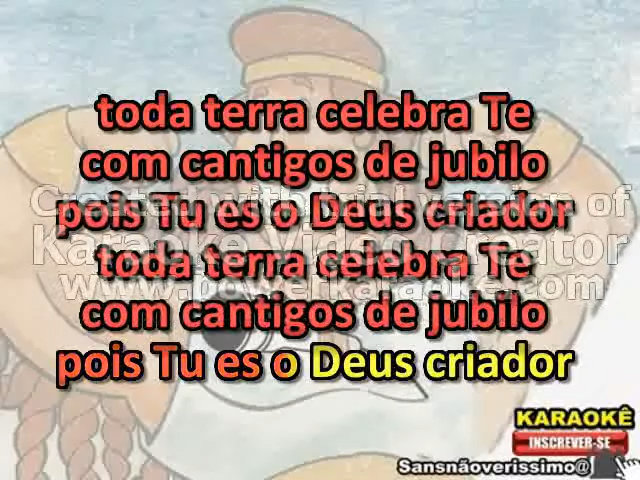 toda terra celebra Te
com cantigos de jubilo
pois Tu es o Deus criador
toda terra celebra Te
com cantigos de jubilo
pois Tu es o Deus criador
Created with trial version of
Karaoke Video Creator
www.powerkaraoke.com
KARAOKÊ
INSCREVER-SE
Sansnãoverissimo@